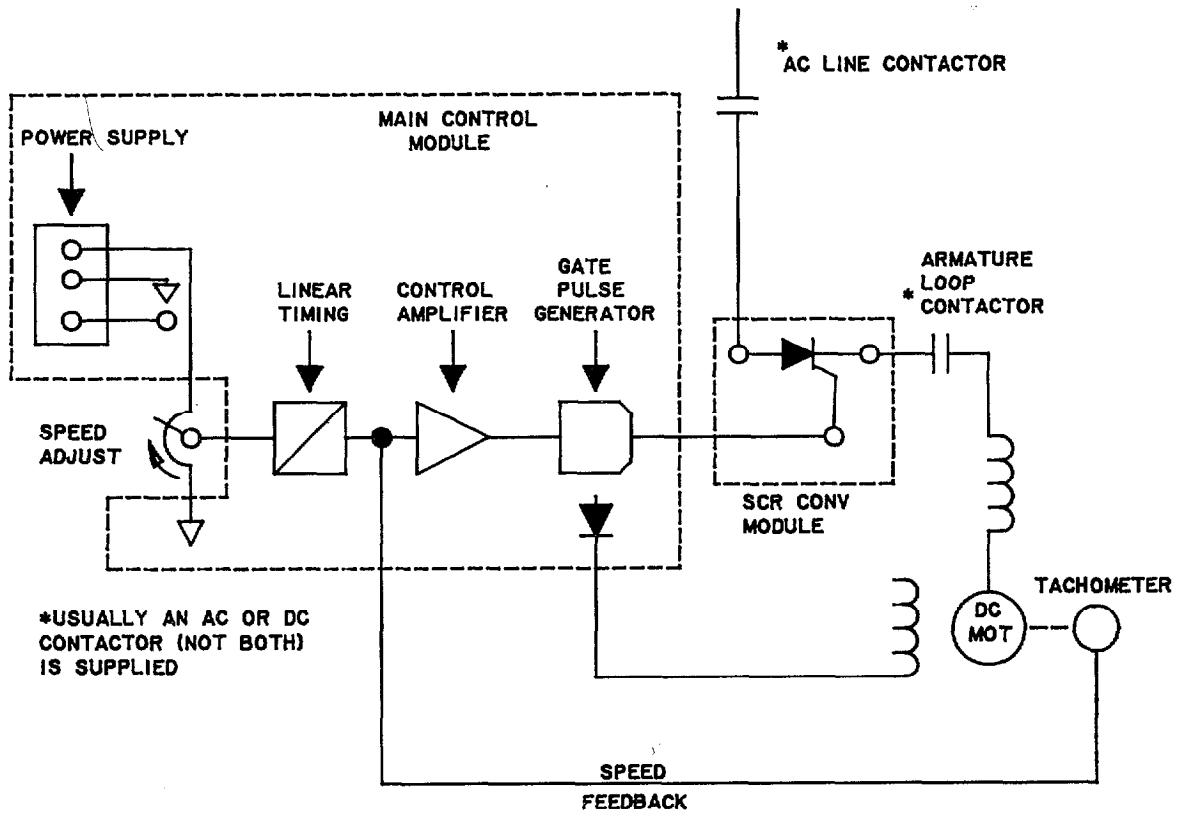 *
AC LINE CONTACTOR
MAIN CONTROL
MODULE
POWER SUPPLY
LINEAR
TIMING
CONTROL
AMPLIFIER
GATE
PULSE
GENERATOR
ARMATURE
LOOP
* CONTACTOR
SPEED
ADJUST
SCR CONV
MODULE
*USUALLY AN AC OR DC
CONTACTOR (NOT BOTH)
IS SUPPLIED
DC
MOT
TACHOMETER
SPEED
FEEDBACK